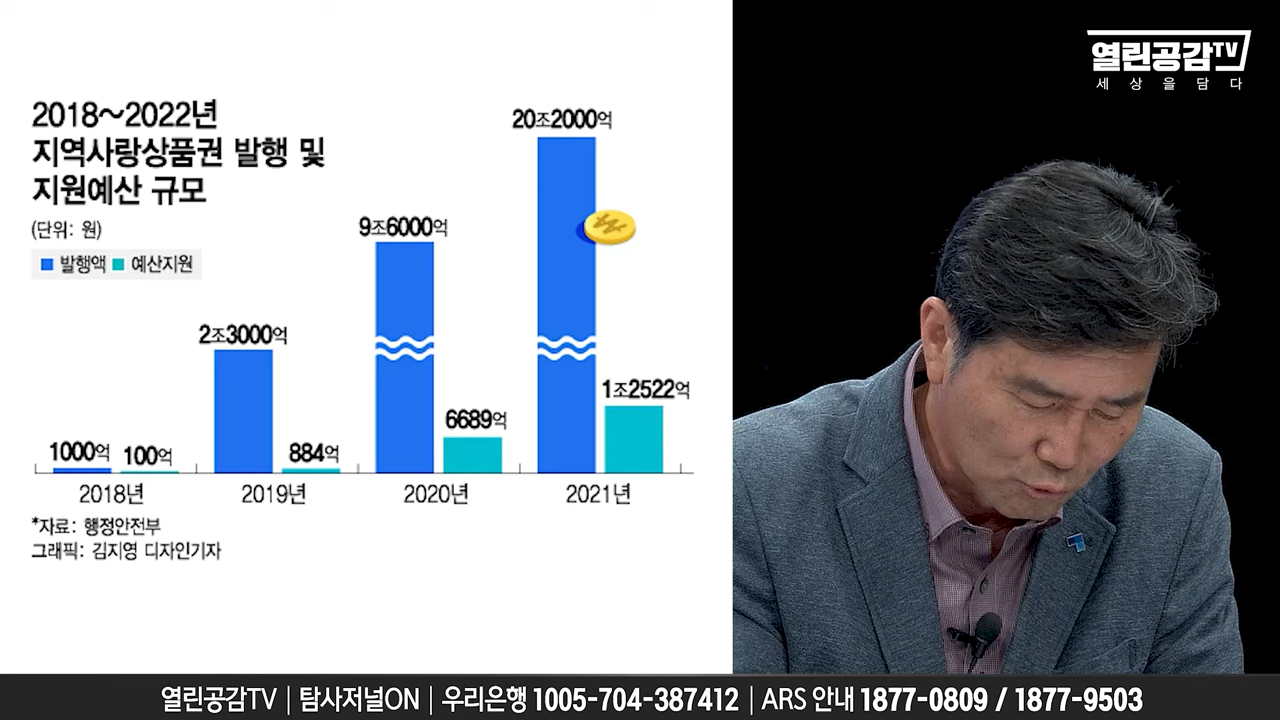 2018~2022년
지역사랑상품권 발행 및
지원예산 규모
(단위: 원)
발행액 예산지원
1000억 100억
2조3000억 884억
9조6000억 6689억
20조2000억 1조2522억
2018년 2019년 2020년 2021년
*자료: 행정안전부
그래픽: 김지영 디자인기자
열린공감TV
세상을담다
열린공감TV | 탐사저널ON | 우리은행 1005-704-387412 | ARS 안내 1877-0809 / 1877-9503